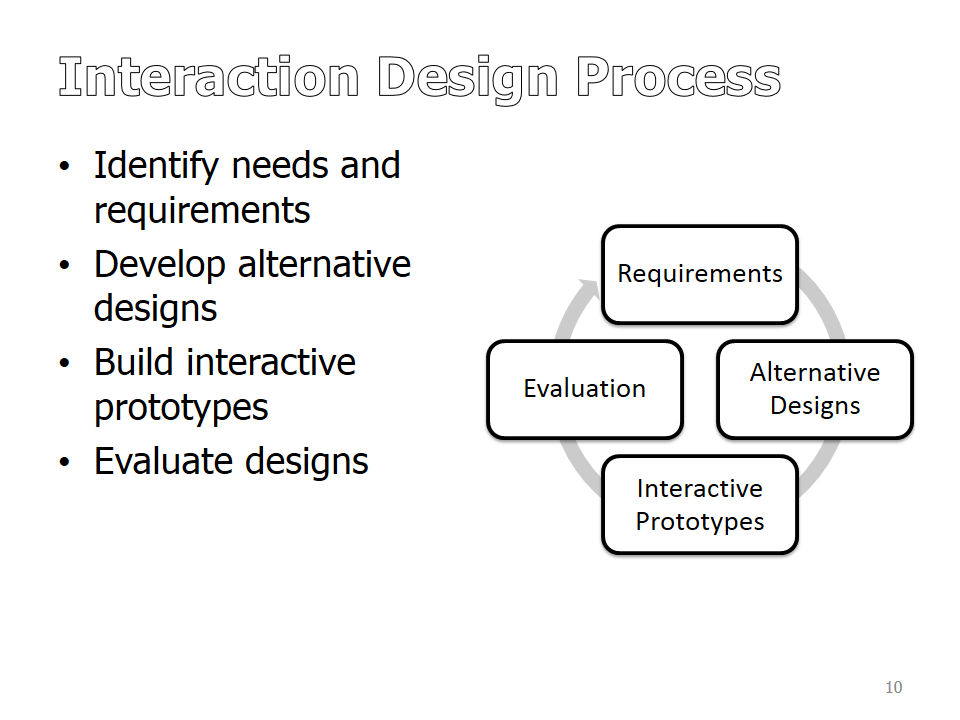 Interaction Design Process
• Identify needs and
requirements
• Develop alternative
designs
• Build interactive
prototypes
• Evaluate designs
Requirements
Alternative
Designs
Interactive
Prototypes
Evaluation
10